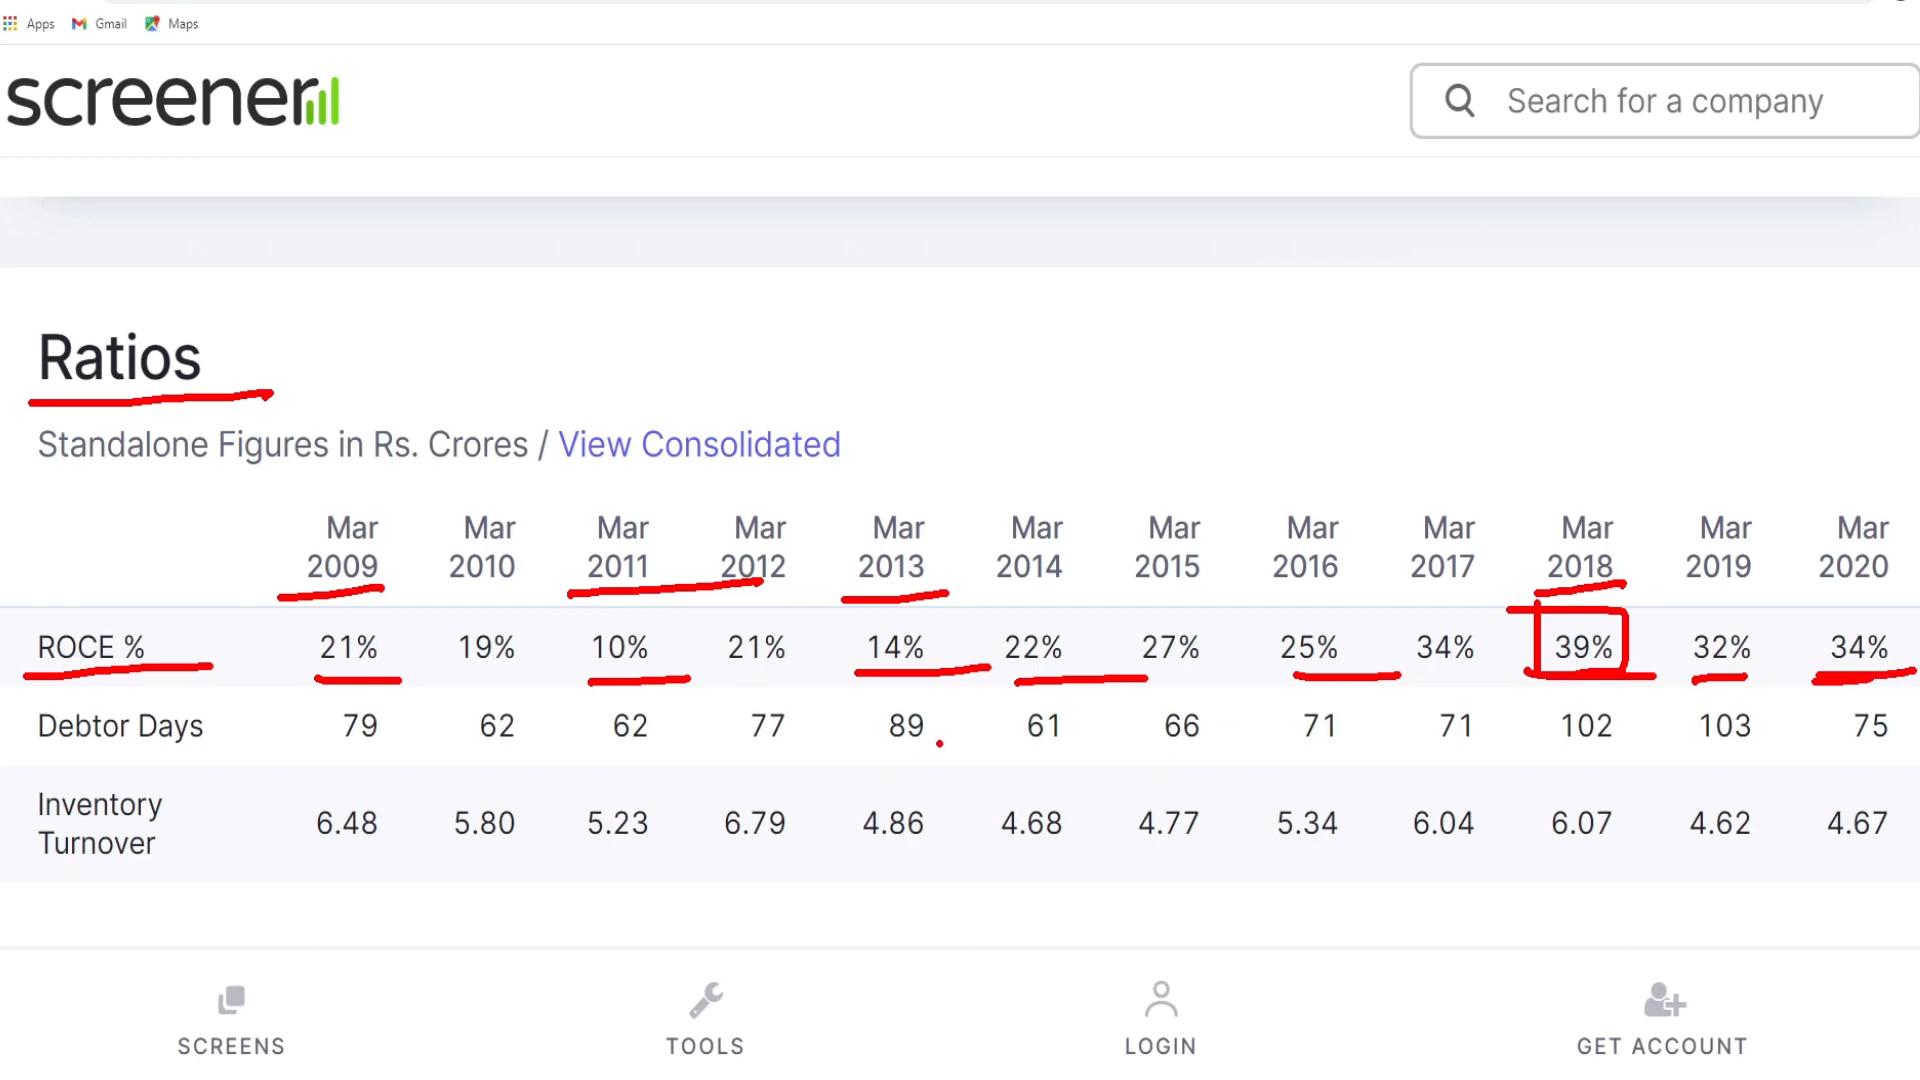 Apps Gmail Maps
screener
Search for a company
Ratios
Standalone Figures in Rs. Crores / View Consolidated
Mar Mar Mar Mar Mar Mar Mar Mar Mar Mar Mar Mar
2009 2010 2011 2012 2013 2014 2015 2016 2017 2018 2019 2020
ROCE % 21% 19% 10% 21% 14% 22% 27% 25% 34% 39% 32% 34%
Debtor Days 79 62 62 77 89 61 66 71 71 102 103 75
Inventory
Turnover 6.48 5.80 5.23 6.79 4.86 4.68 4.77 5.34 6.04 6.07 4.62 4.67
SCREENS TOOLS LOGIN GET ACCOUNT